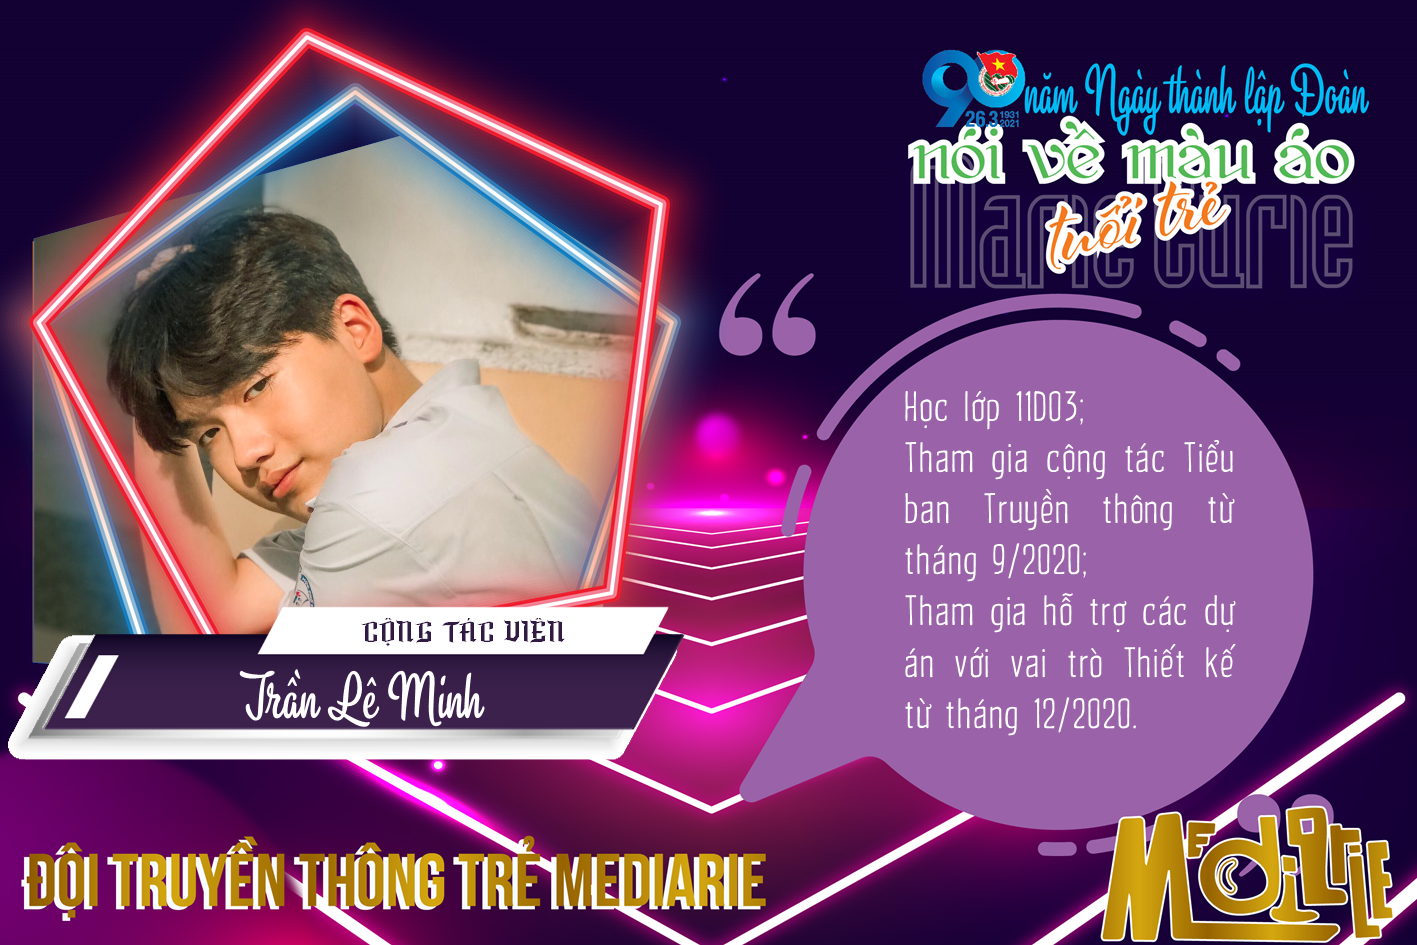 90 năm Ngày thành lập Đoàn
26.3 1931
2021
nói về màu áo
Marie Curie
tuổi trẻ
Học lớp 11D03;
Tham gia cộng tác Tiểu
ban Truyền thông từ
tháng 9/2020;
Tham gia hỗ trợ các dự
án với vai trò Thiết kế
từ tháng 12/2020.
CỘNG TÁC VIÊN
Trần Lê Minh
ĐỘI TRUYỀN THÔNG TRẺ MEDIARIE
MEDIARIE